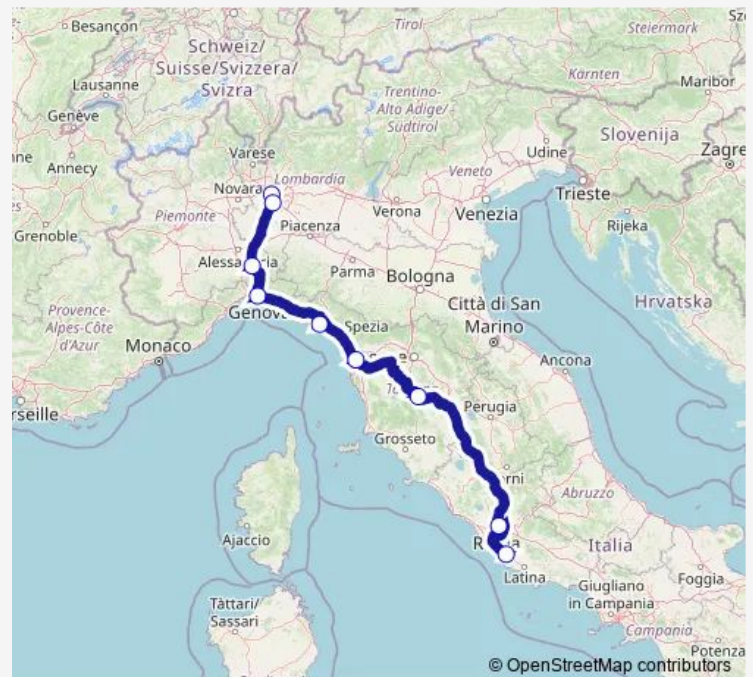 Besançon
Tirol
Steiermark
Schweiz/
Suisse/Svizzera/
Svizra
Kärnten
Lausanne
Maribor
Trentino-
Alto Adige/
Südtirol
Genève
Slovenija
Annecy
Varese
Udine
Zagre
Lombardia
Veneto
Novara
Trieste
Piemonte
Verona
Venezia
Grenoble
Piacenza
Rijeka
Parma
Bologna
Hrvatska
Provence-
Alpes-Côte
d'Azur
Spezia
Città di San
Marino
Monaco
Ancona
rseille
Perugia
Grosseto
Abruzzo
Ajaccio
Italia
Latina
Giugliano
in Campania
Foggia
Tàttari/
Sassari
Campania
Potenza
© OpenStreetMap contributors